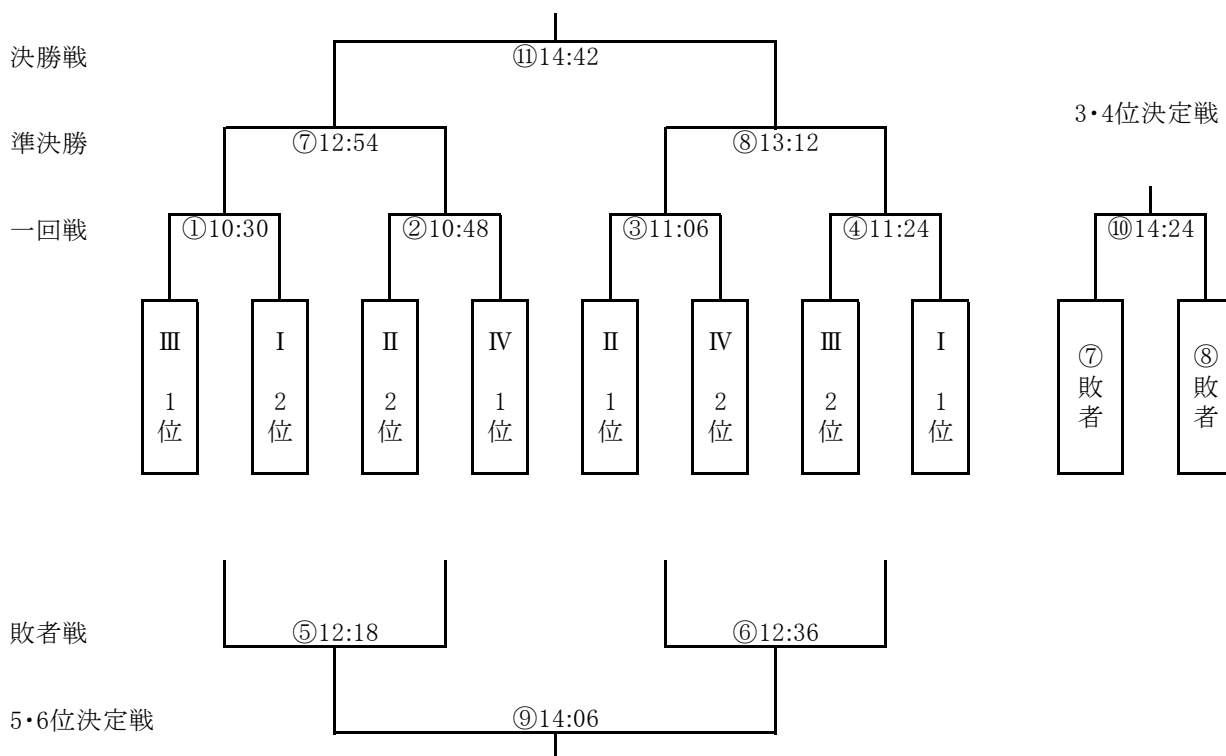 決勝戦
⑪14:42
3・4位決定戦
準決勝
⑦12:54
⑧13:12
一回戦
①10:30
②10:48
③11:06
④11:24
⑩14:24
Ⅲ 1位
Ⅰ 2位
Ⅱ 2位
Ⅳ 1位
Ⅱ 1位
Ⅳ 2位
Ⅲ 2位
Ⅰ 1位
⑦敗者
⑧敗者
敗者戦
⑤12:18
⑥12:36
5・6位決定戦
⑨14:06